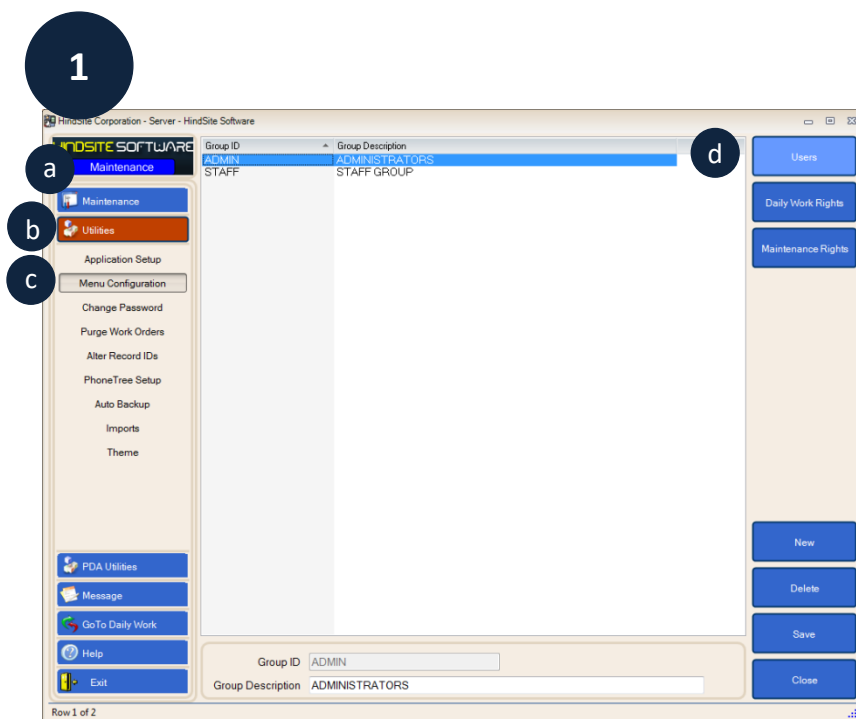 1
HindSite Corporation - Server - HindSite Software
HINDSITE SOFTWARE
a
Maintenance
Maintenance
b
Utilities
Application Setup
c
Menu Configuration
Change Password
Purge Work Orders
Alter Record IDs
PhoneTree Setup
Auto Backup
Imports
Theme
PDA Utilities
Message
GoTo Daily Work
Help
Exit
Group ID Group Description
ADMIN ADMINISTRATORS
STAFF STAFF GROUP
Group ID ADMIN
Group Description ADMINISTRATORS
d
Users
Daily Work Rights
Maintenance Rights
New
Delete
Save
Close
Row 1 of 2